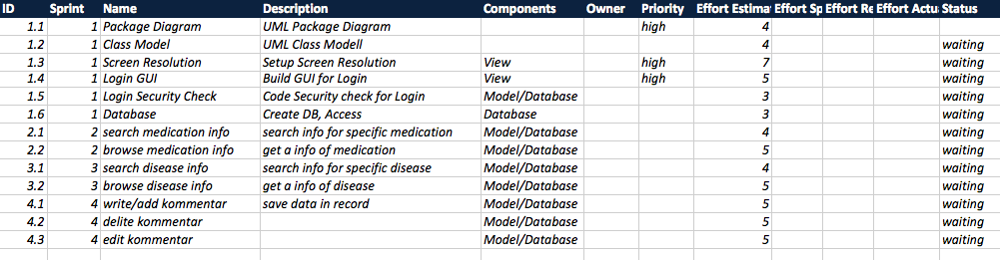 ID Sprint Name Description Components Owner Priority Effort Estima Effort Sp Effort Re Effort Actu Status
1.1 1 Package Diagram UML Package Diagram high 4
1.2 1 Class Model UML Class Modell 4 waiting
1.3 1 Screen Resolution Setup Screen Resolution View high 7 waiting
1.4 1 Login GUI Build GUI for Login View high 5 waiting
1.5 1 Login Security Check Code Security check for Login Model/Database 3 waiting
1.6 1 Database Create DB, Access Database 3 waiting
2.1 2 search medication info search info for specific medication Model/Database 4 waiting
2.2 2 browse medication info get a info of medication Model/Database 5 waiting
3.1 3 search disease info search info for specific disease Model/Database 4 waiting
3.2 3 browse disease info get a info of disease Model/Database 5 waiting
4.1 4 write/add kommentar save data in record Model/Database 5 waiting
4.2 4 delite kommentar Model/Database 5 waiting
4.3 4 edit kommentar Model/Database 5 waiting